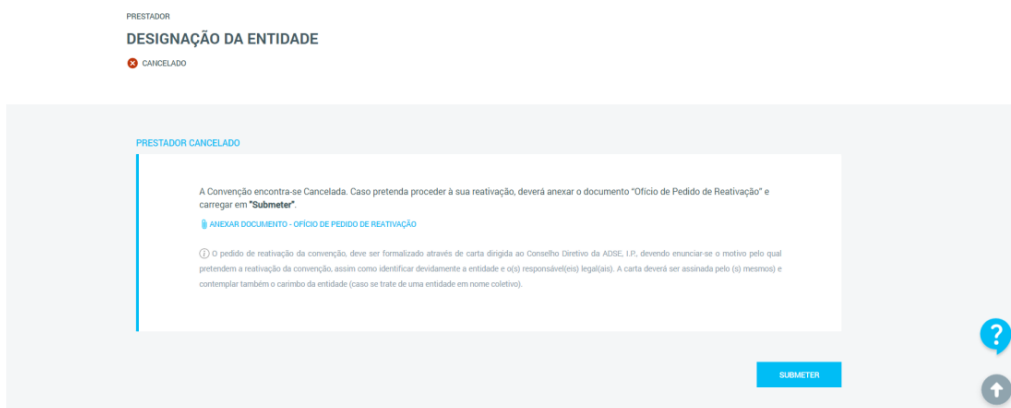 PRESTADOR
DESIGNAÇÃO DA ENTIDADE
CANCELADO
PRESTADOR CANCELADO
A Convenção encontra-se Cancelada. Caso pretenda proceder à sua reativação, deverá anexar o documento "Ofício de Pedido de Reativação" e
carregar em "Submeter".
ANEXAR DOCUMENTO - OFÍCIO DE PEDIDO DE REATIVAÇÃO
O pedido de reativação da convenção, deve ser formalizado através de carta dirigida ao Conselho Diretivo da ADSE, I.P., devendo enunciar-se o motivo pelo qual
pretendem a reativação da convenção, assim como identificar devidamente a entidade e o(s) responsável(eis) legal(ais). A carta deverá ser assinada pelo (s) mesmos) e
contemplar também o carimbo da entidade (caso se trate de uma entidade em nome coletivo).
?
SUBMETER